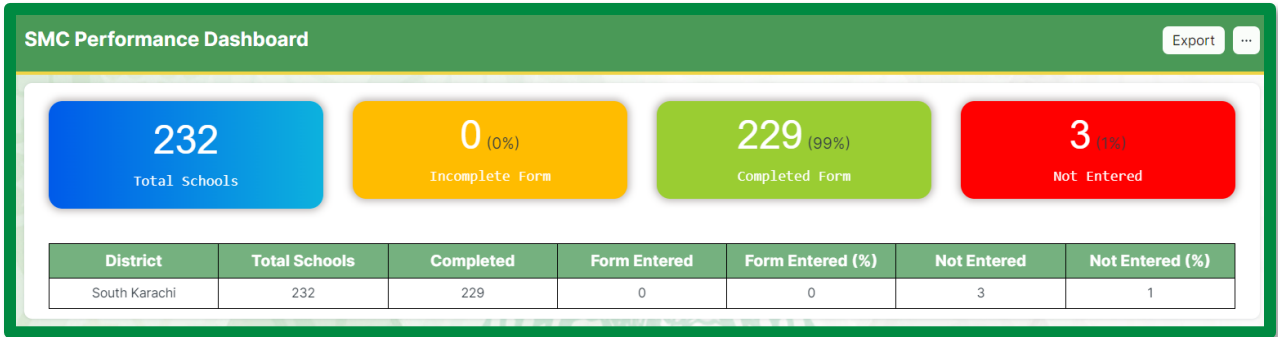 SMC Performance Dashboard
Export ...
232
Total Schools
0 (0%)
Incomplete Form
229 (99%)
Completed Form
3 (1%)
Not Entered
District Total Schools Completed Form Entered Form Entered (%) Not Entered Not Entered (%)
South Karachi 232 229 0 0 3 1